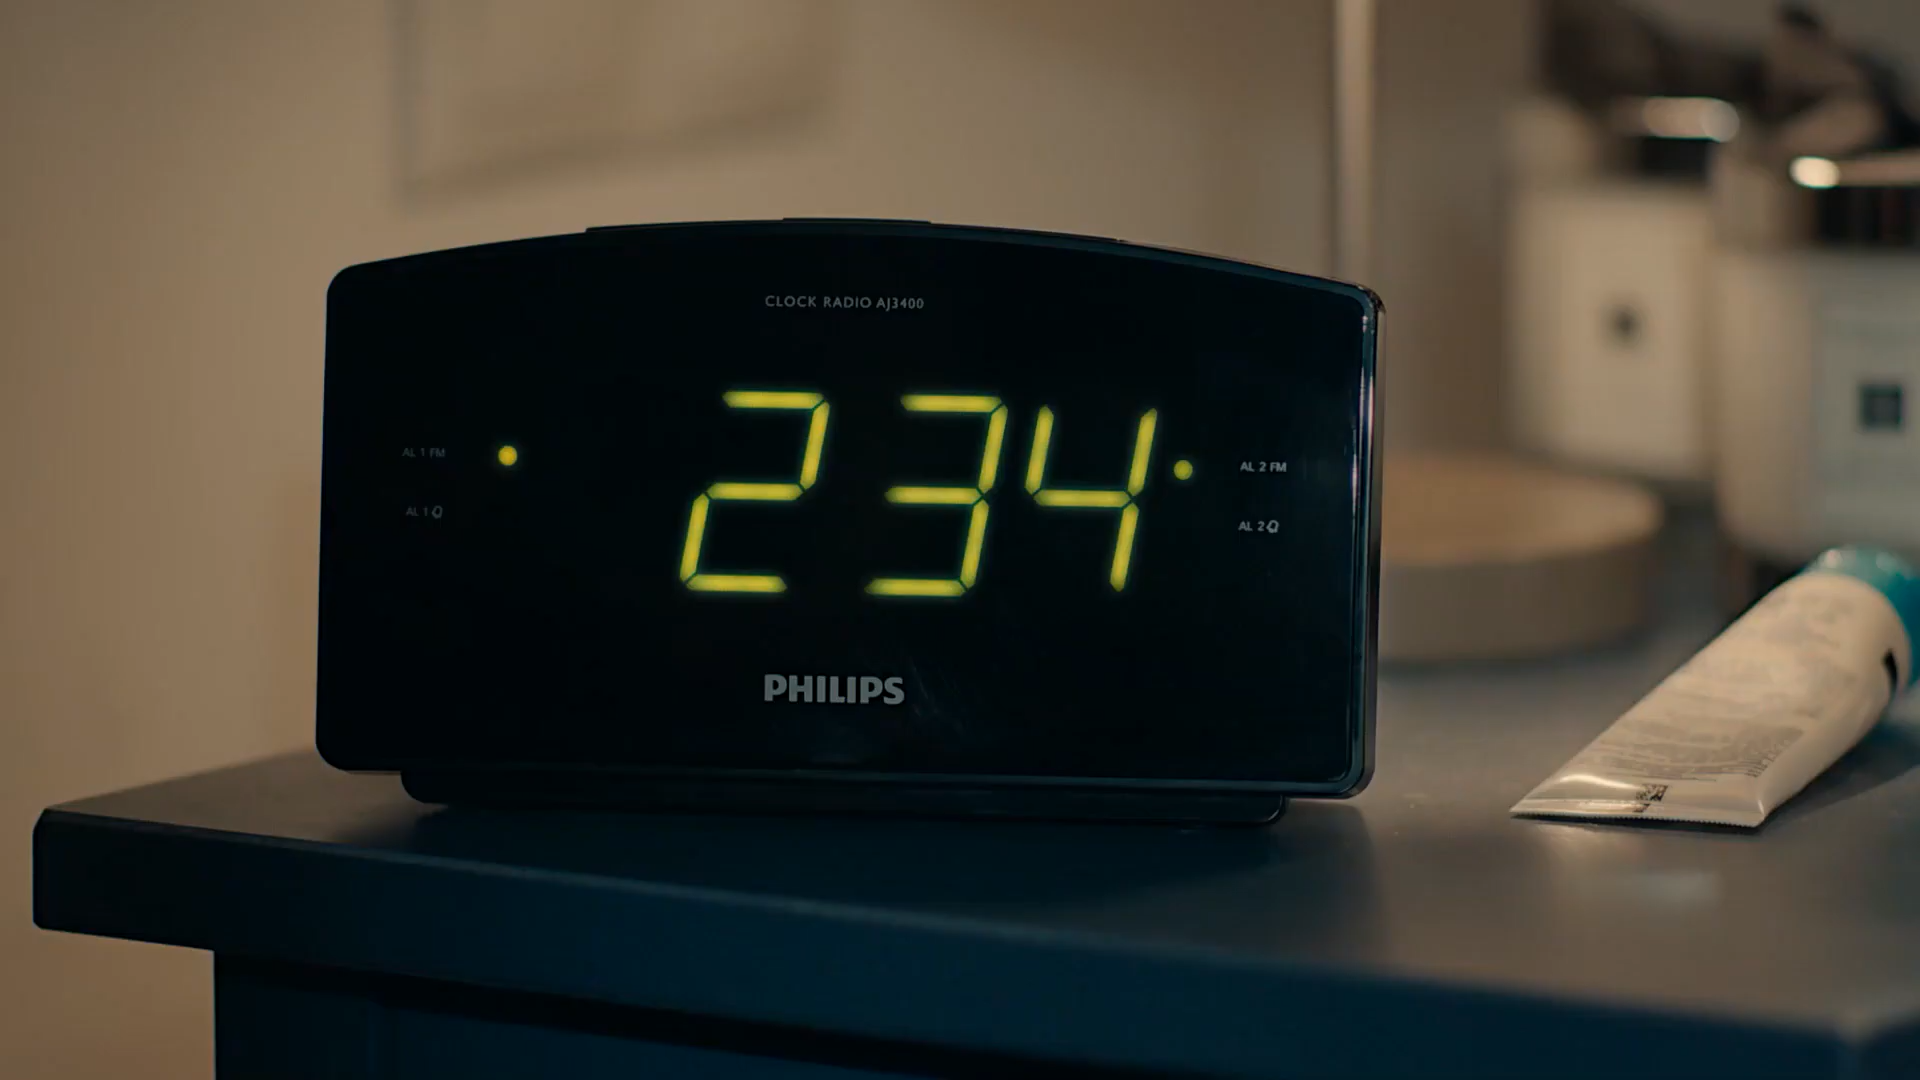 CLOCK RADIO AJ3400
AL 1 FM
AL 1
234
AL 2 FM
AL 2
PHILIPS